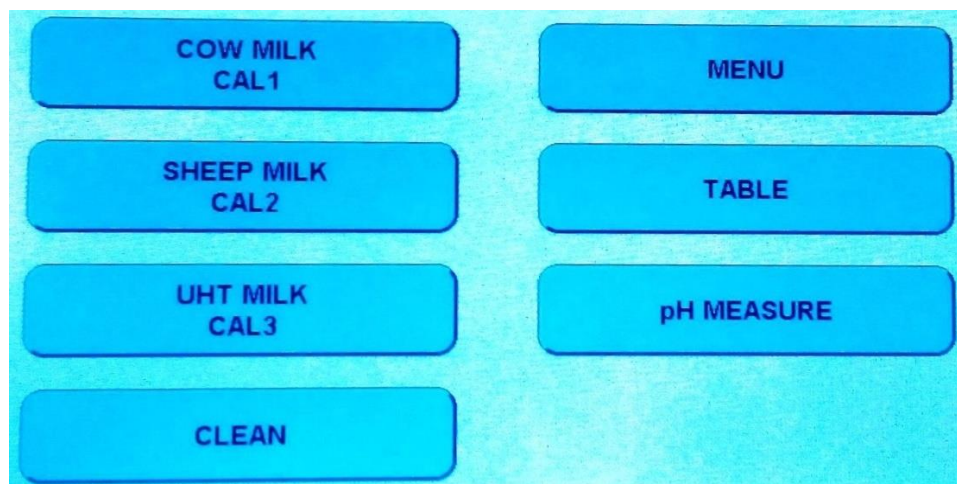 COW MILK
CAL1
SHEEP MILK
CAL2
UHT MILK
CAL3
CLEAN
MENU
TABLE
pH MEASURE